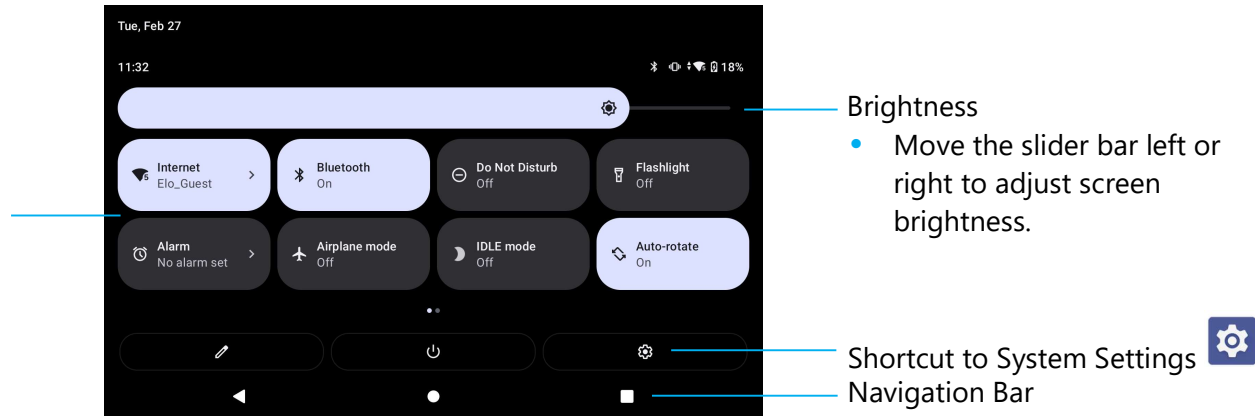 Tue, Feb 27
11:32
18%
Brightness
• Move the slider bar left or
right to adjust screen
brightness.
Internet
Elo_Guest
Bluetooth
On
Do Not Disturb
Off
Flashlight
Off
Alarm
No alarm set
Airplane mode
Off
IDLE mode
Off
Auto-rotate
On
Shortcut to System Settings
Navigation Bar